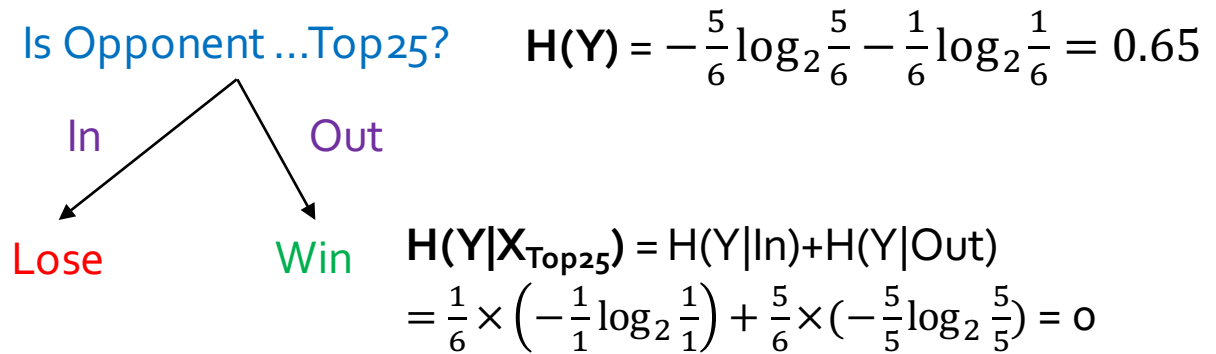 Is Opponent ...Top25?
H(Y) = −5/6 log₂ 5/6 − 1/6 log₂ 1/6 = 0.65
In
Out
Lose
Win
H(Y|X_Top25) = H(Y|In)+H(Y|Out)
= 1/6 × (−1/1 log₂ 1/1) + 5/6 × (−5/5 log₂ 5/5) = 0